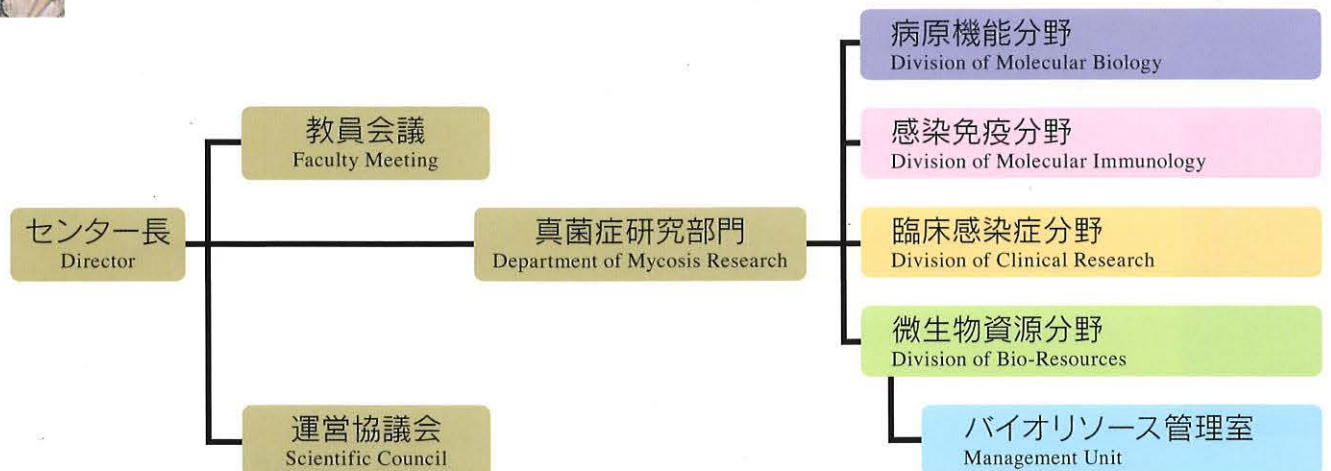 病原機能分野
Division of Molecular Biology
教員会議
Faculty Meeting
感染免疫分野
Division of Molecular Immunology
センター長
Director
真菌症研究部門
Department of Mycosis Research
臨床感染症分野
Division of Clinical Research
微生物資源分野
Division of Bio-Resources
運営協議会
Scientific Council
バイオリソース管理室
Management Unit